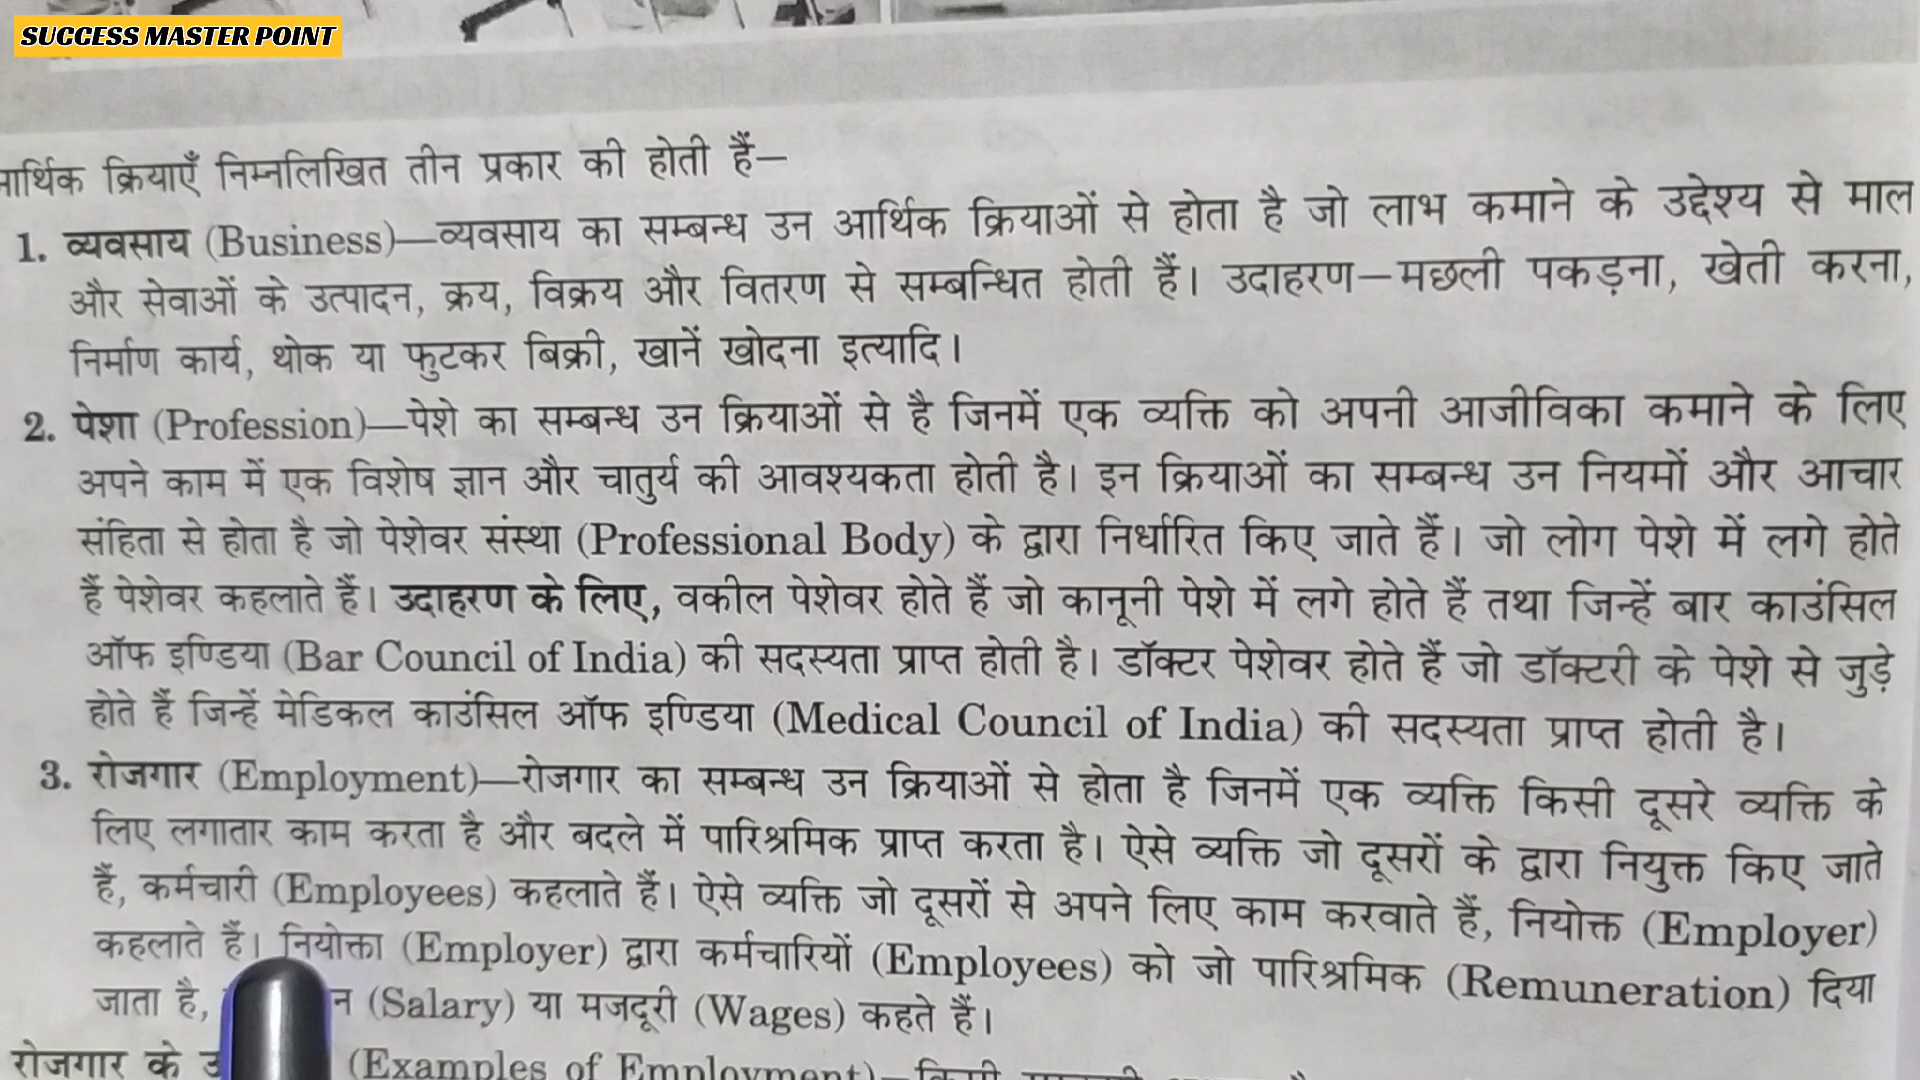 SUCCESS MASTER POINT
क्रियाएँ निम्नलिखित तीन प्रकार की होती हैं—
1. व्यवसाय (Business)—व्यवसाय का सम्बन्ध उन आर्थिक क्रियाओं से होता है जो लाभ कमाने के उद्देश्य से माल
और सेवाओं के उत्पादन, क्रय, विक्रय और वितरण से सम्बन्धित होती हैं। उदाहरण—मछली पकड़ना, खेती करना,
निर्माण कार्य, थोक या फुटकर बिक्री, खानें खोदना इत्यादि।
2. पेशा (Profession)—पेशे का सम्बन्ध उन क्रियाओं से है जिनमें एक व्यक्ति को अपनी आजीविका कमाने के लिए
अपने काम में एक विशेष ज्ञान और चातुर्य की आवश्यकता होती है। इन क्रियाओं का सम्बन्ध उन नियमों और आचार
संहिता से होता है जो पेशेवर संस्था (Professional Body) के द्वारा निर्धारित किए जाते हैं। जो लोग पेशे में लगे होते
हैं पेशेवर कहलाते हैं। उदाहरण के लिए, वकील पेशेवर होते हैं जो कानूनी पेशे में लगे होते हैं तथा जिन्हें बार काउंसिल
ऑफ इण्डिया (Bar Council of India) की सदस्यता प्राप्त होती है। डॉक्टर पेशेवर होते हैं जो डॉक्टरी के पेशे से जुड़े
होते हैं जिन्हें मेडिकल काउंसिल ऑफ इण्डिया (Medical Council of India) की सदस्यता प्राप्त होती है।
3. रोजगार (Employment)—रोजगार का सम्बन्ध उन क्रियाओं से होता है जिनमें एक व्यक्ति किसी दूसरे व्यक्ति के
लिए लगातार काम करता है और बदले में पारिश्रमिक प्राप्त करता है। ऐसे व्यक्ति जो दूसरों के द्वारा नियुक्त किए जाते
हैं, कर्मचारी (Employees) कहलाते हैं। ऐसे व्यक्ति जो दूसरों से अपने लिए काम करवाते हैं, नियोक्त (Employer)
कहलाते हैं। नियोक्ता (Employer) द्वारा कर्मचारियों (Employees) को जो पारिश्रमिक (Remuneration) दिया
जाता है, (Salary) या मजदूरी (Wages) कहते हैं।
रोजगार के (Examples of Employment)—